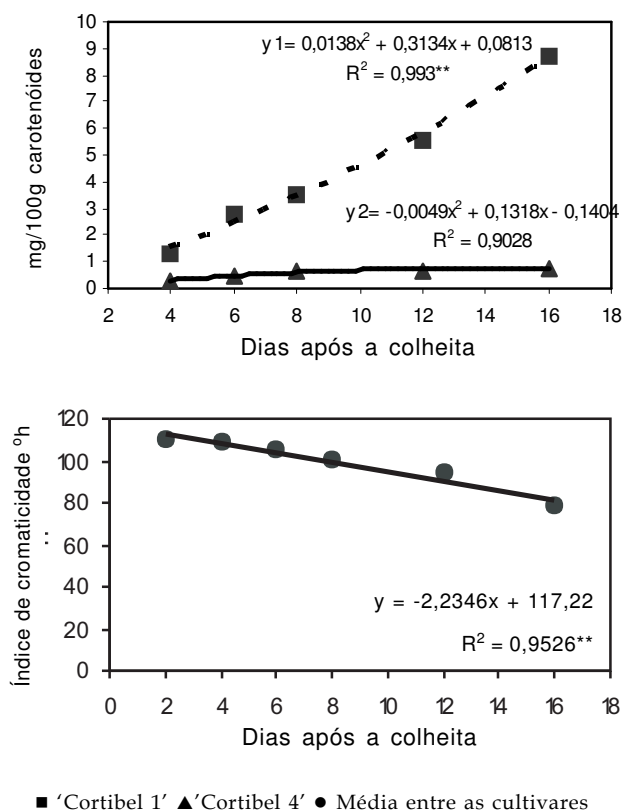 10
9
8
7
6
5
4
3
2
1
0
mg/100g carotenóides
y1= 0,0138x² + 0,3134x + 0,0813
R² = 0,993**
y2= -0,0049x² + 0,1318x - 0,1404
R² = 0,9028
2 4 6 8 10 12 14 16 18
Dias após a colheita
120
100
80
60
40
20
0
Índice de cromaticidade ºh
y = -2,2346x + 117,22
R² = 0,9526**
0 2 4 6 8 10 12 14 16 18
Dias após a colheita
■ ‘Cortibel 1’ ▲’Cortibel 4’ ● Média entre as cultivares